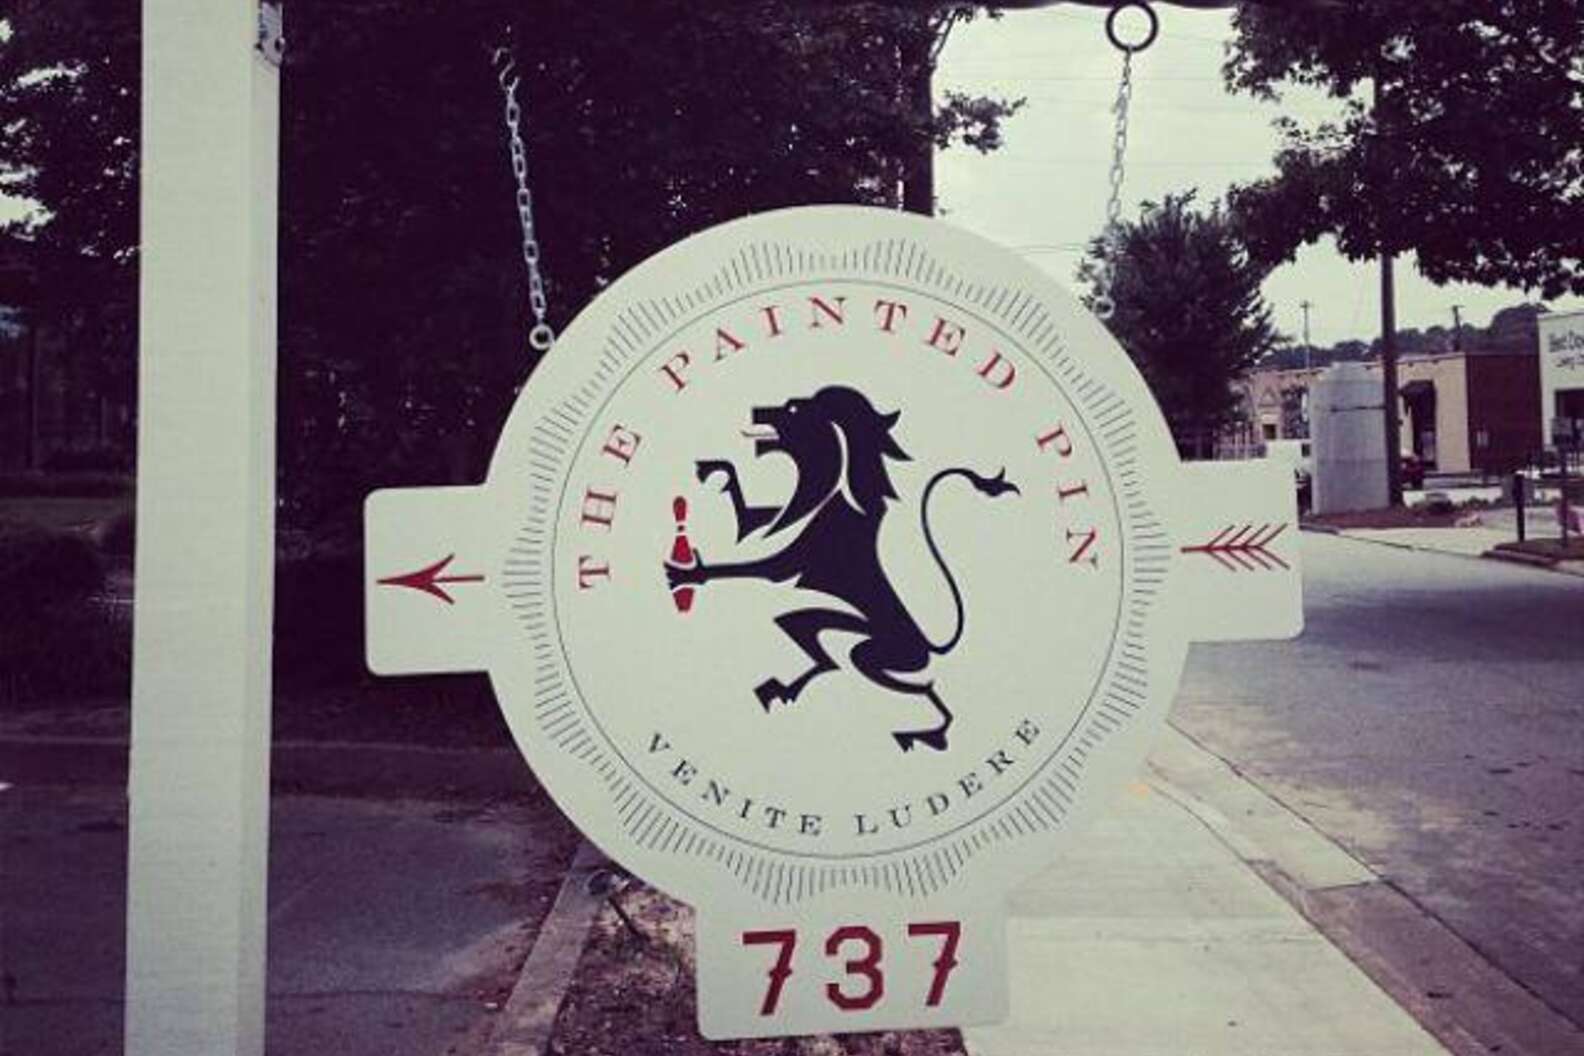 THE PAINTED PIN
VENITE LUDERE
737